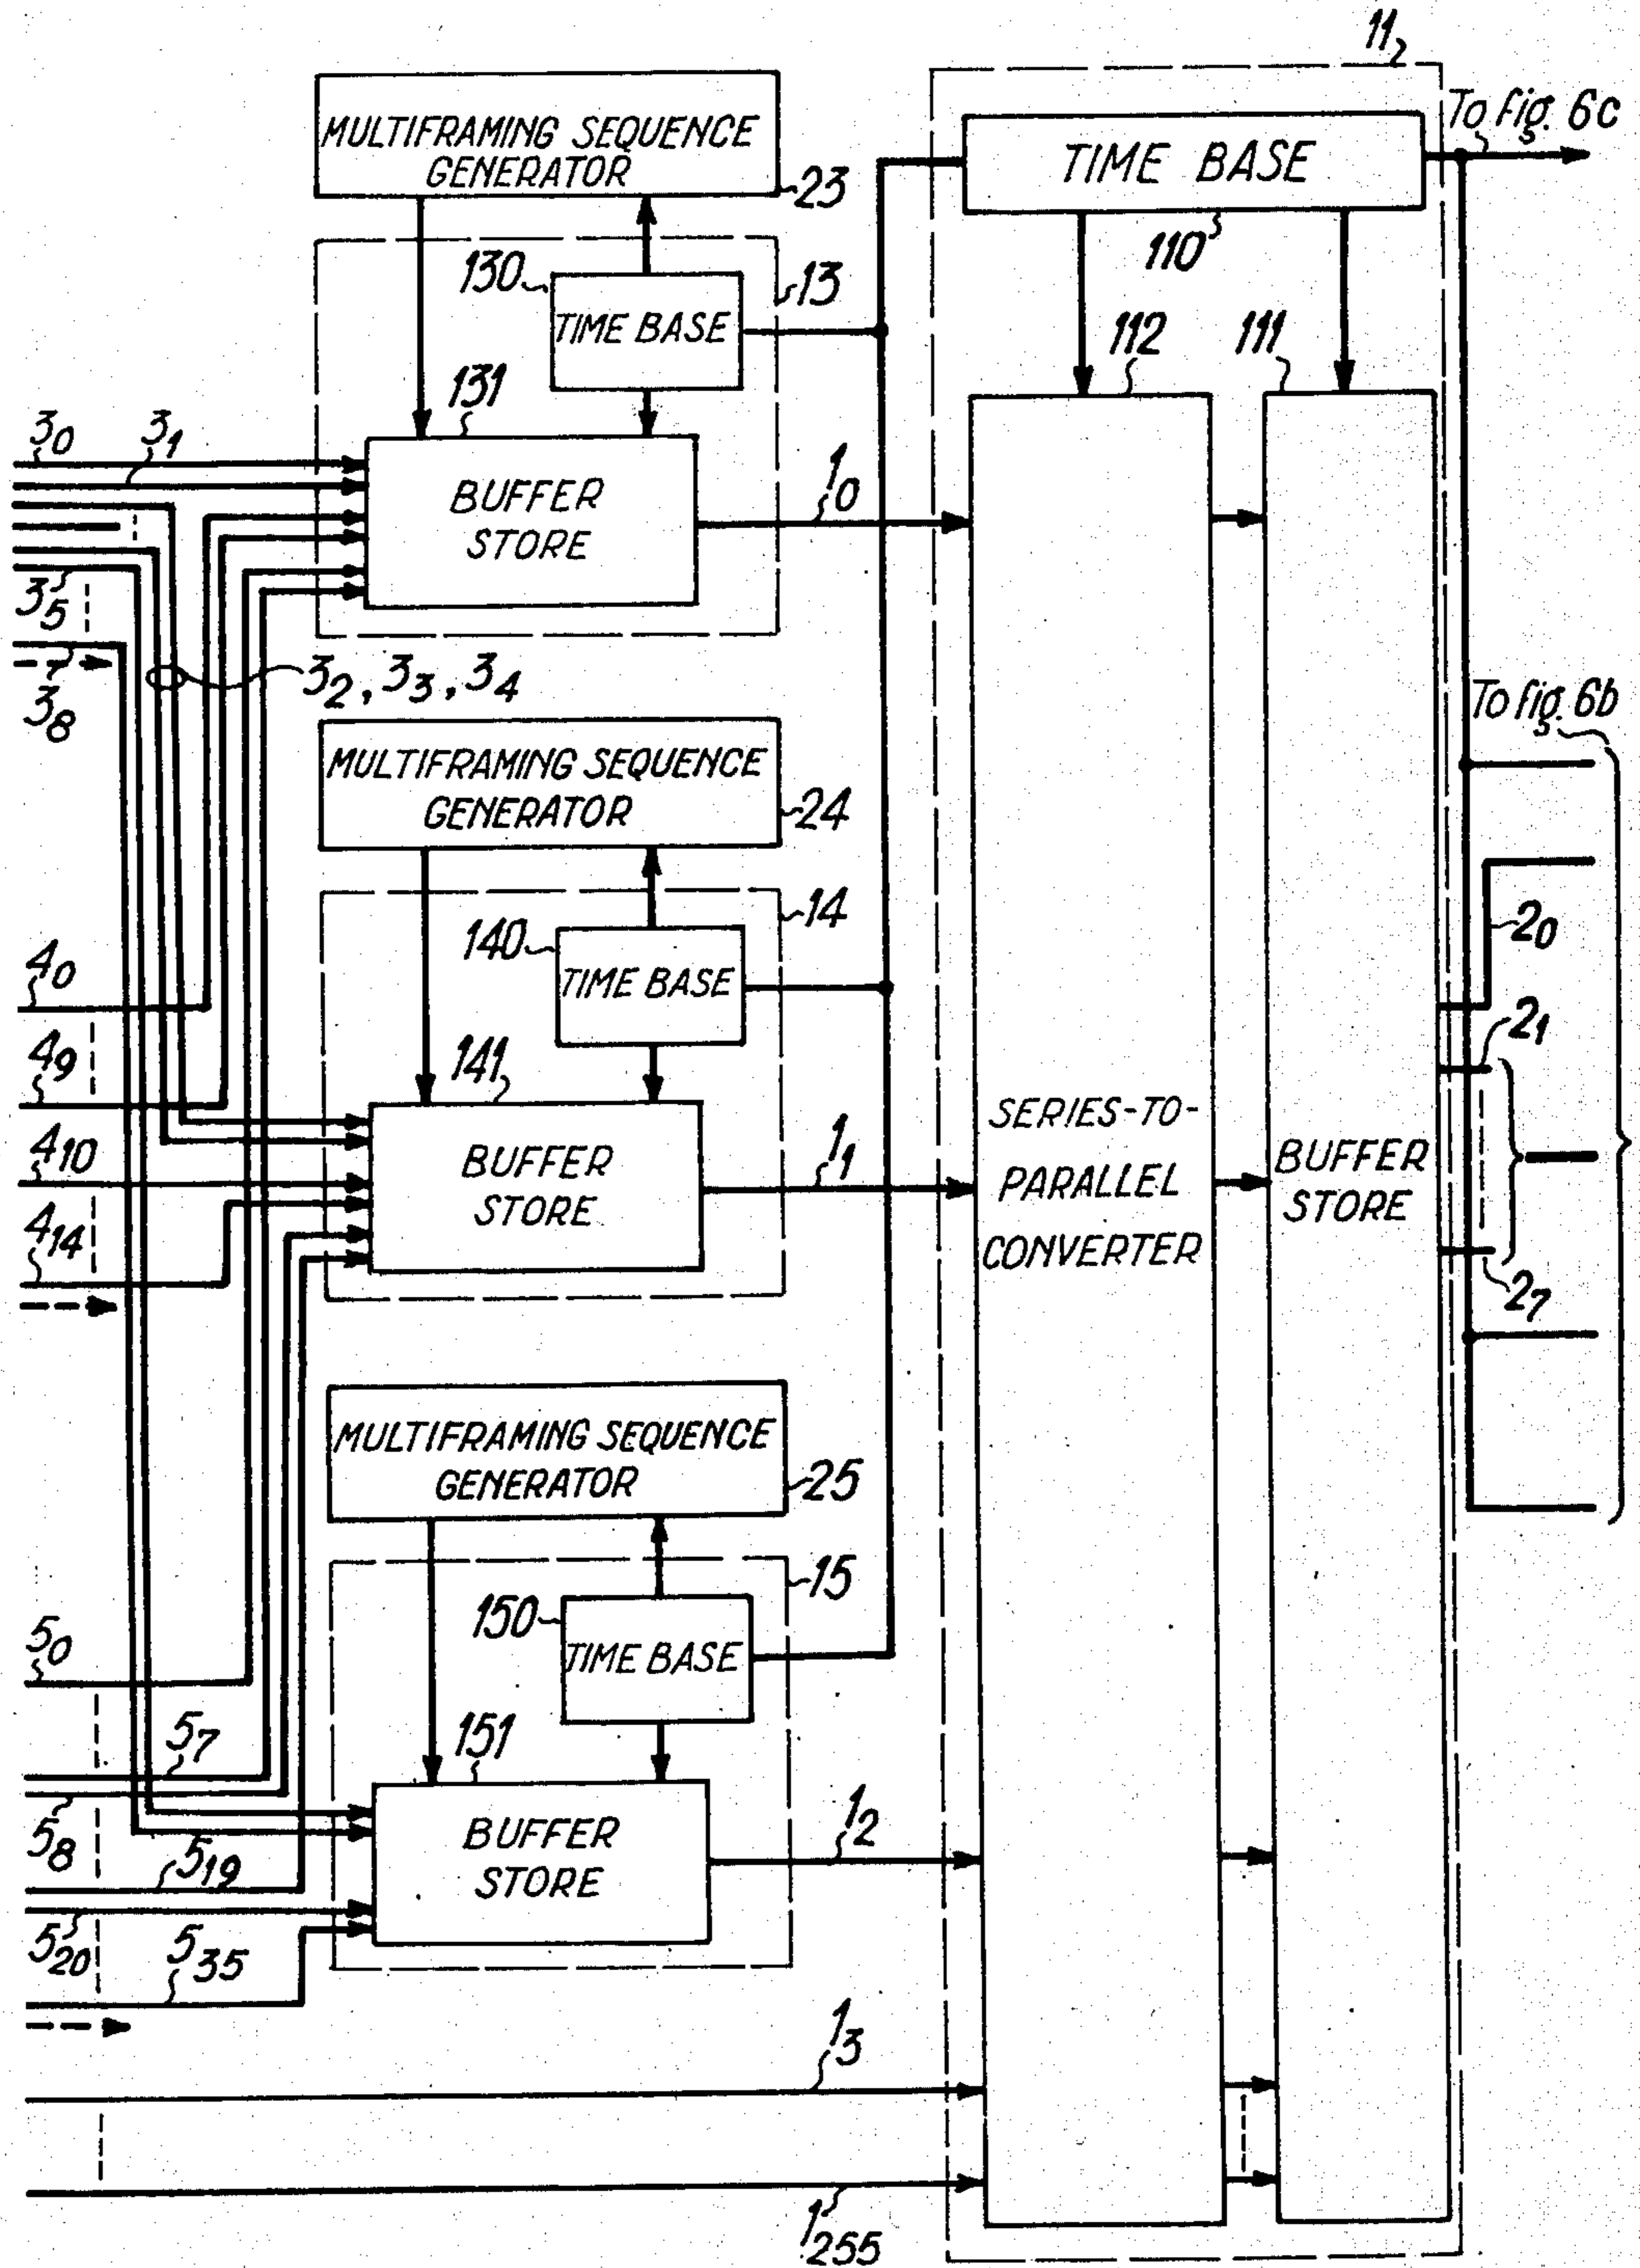 11
To fig. 6c
MULTIFRAMING SEQUENCE
GENERATOR
23
TIME BASE
110
130
TIME BASE
13
112
111
131
3₀
3₁
BUFFER
STORE
1₀
3₅
3₈
3₂, 3₃, 3₄
To fig. 6b
MULTIFRAMING SEQUENCE
GENERATOR
24
14
140
TIME BASE
2₀
4₀
2₁
4₉
141
4₁₀
BUFFER
STORE
1₁
SERIES-TO-
PARALLEL
CONVERTER
BUFFER
STORE
4₁₄
2₇
MULTIFRAMING SEQUENCE
GENERATOR
25
15
150
TIME BASE
5₀
5₇
151
5₈
BUFFER
STORE
1₂
5₁₉
5₂₀
5₃₅
1₃
1₂₅₅